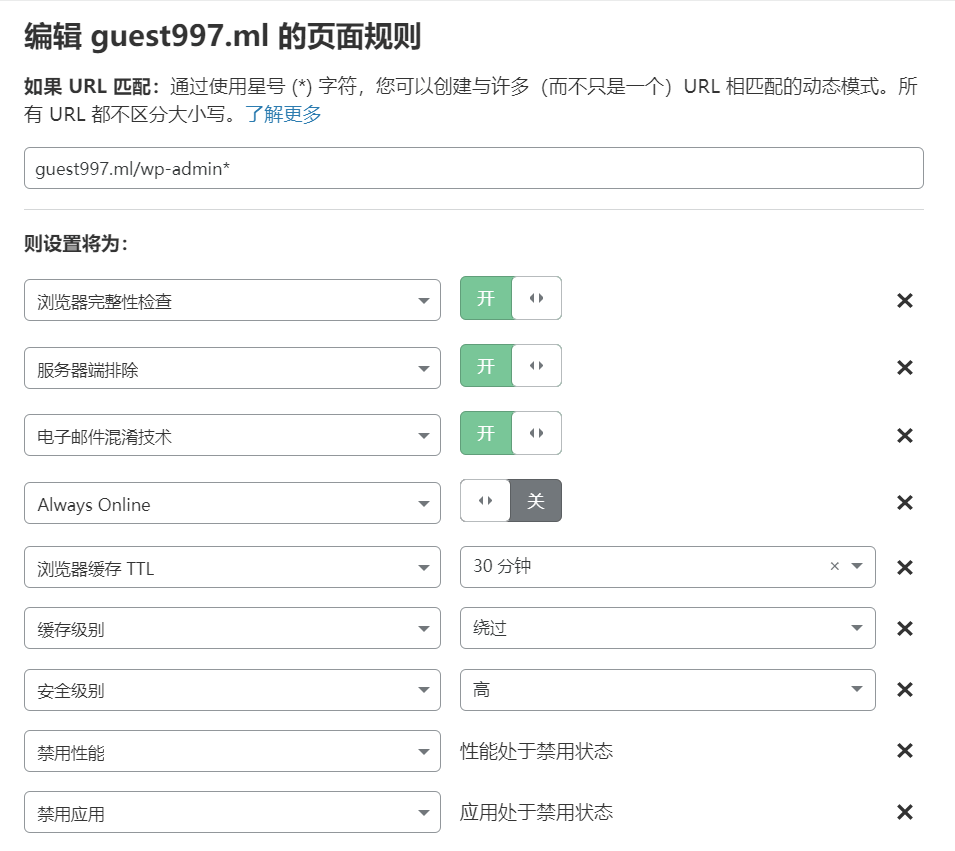 编辑 guest997.ml 的页面规则
如果 URL 匹配：通过使用星号 (*) 字符，您可以创建与许多（而不只是一个）URL 相匹配的动态模式。所
有 URL 都不区分大小写。了解更多
guest997.ml/wp-admin*
则设置将为：
浏览器完整性检查 开
服务器端排除 开
电子邮件混淆技术 开
Always Online 关
浏览器缓存 TTL 30 分钟
缓存级别 绕过
安全级别 高
禁用性能 性能处于禁用状态
禁用应用 应用处于禁用状态